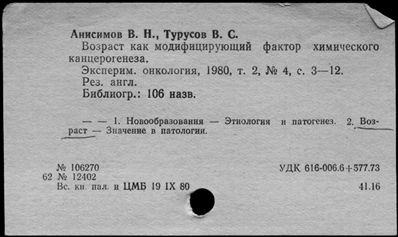 Анисимов В. Н., Турусов В. С.
Возраст как модифицирующий фактор химического
канцерогенеза.
Эксперим. онкология, 1980, т. 2, № 4, с. 3—12.
Рез. англ.
Библиогр.: 106 назв.
— — 1. Новообразования — Этиология и патогенез. 2. Воз-
раст — Значение в патологии.
№ 106270 УДК 616-006.6+577.73
62 № 12402
Вс. кн. пал. и ЦМБ 19 IX 80 41.16